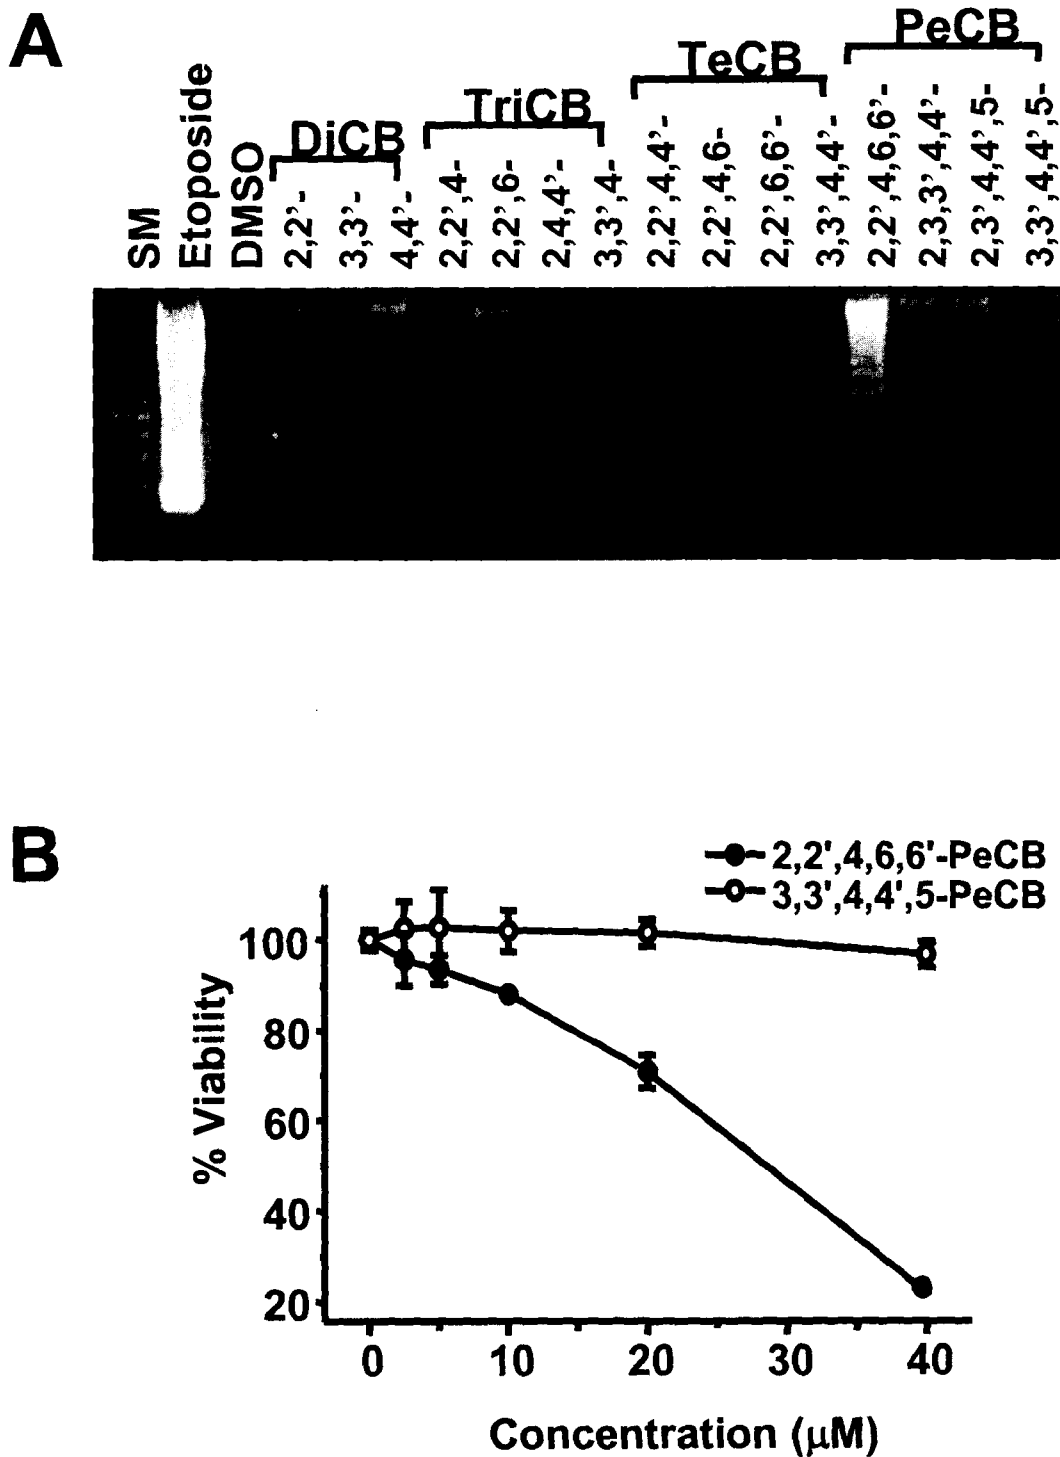 A
SM
Etoposide
DMSO
DiCB
2,2'-
3,3'-
4,4'-
TriCB
2,2',4-
2,2',6-
2,4,4'-
3,3',4-
TeCB
2,2',4,4'-
2,2',4,6-
2,2',6,6'-
3,3',4,4'-
PeCB
2,2',4,6,6'-
2,3,3',4,4'-
2,3',4,4',5-
3,3',4,4',5-
B
2,2',4,6,6'-PeCB
3,3',4,4',5-PeCB
% Viability
100
80
60
40
20
0 10 20 30 40
Concentration (μM)